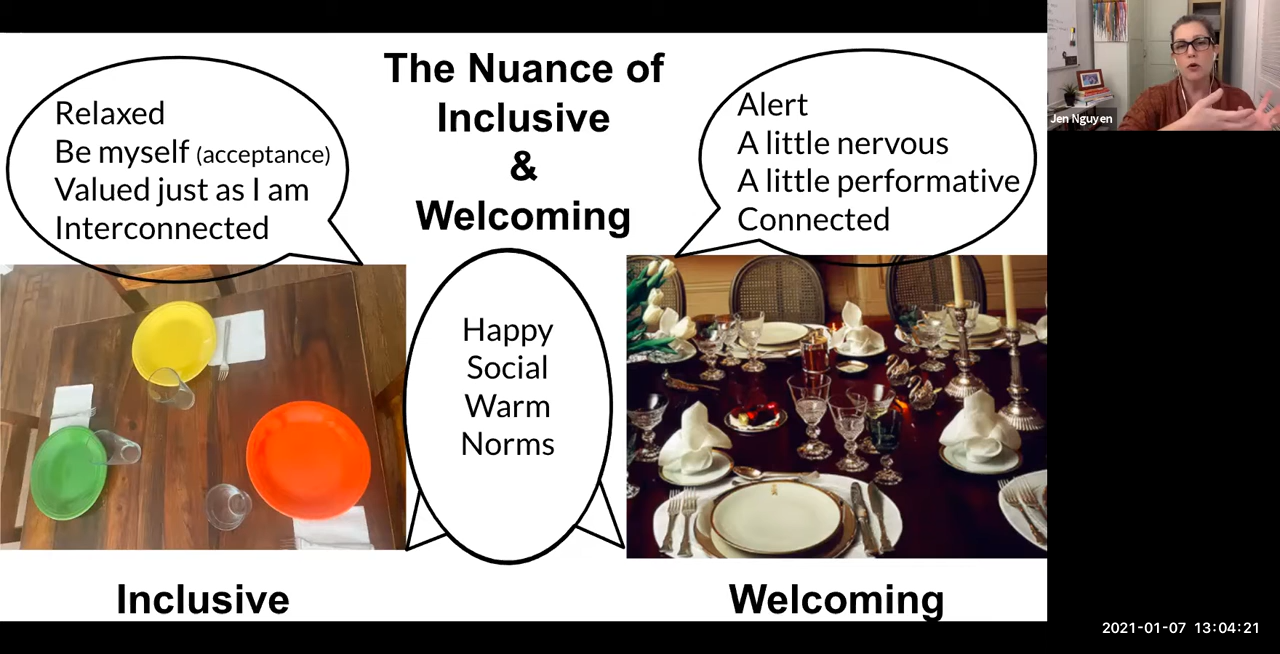 The Nuance of
Inclusive
&
Welcoming
Relaxed
Be myself (acceptance)
Valued just as I am
Interconnected
Alert
A little nervous
A little performative
Connected
Happy
Social
Warm
Norms
Inclusive
Welcoming
Jen Nguyen
2021-01-07 13:04:21